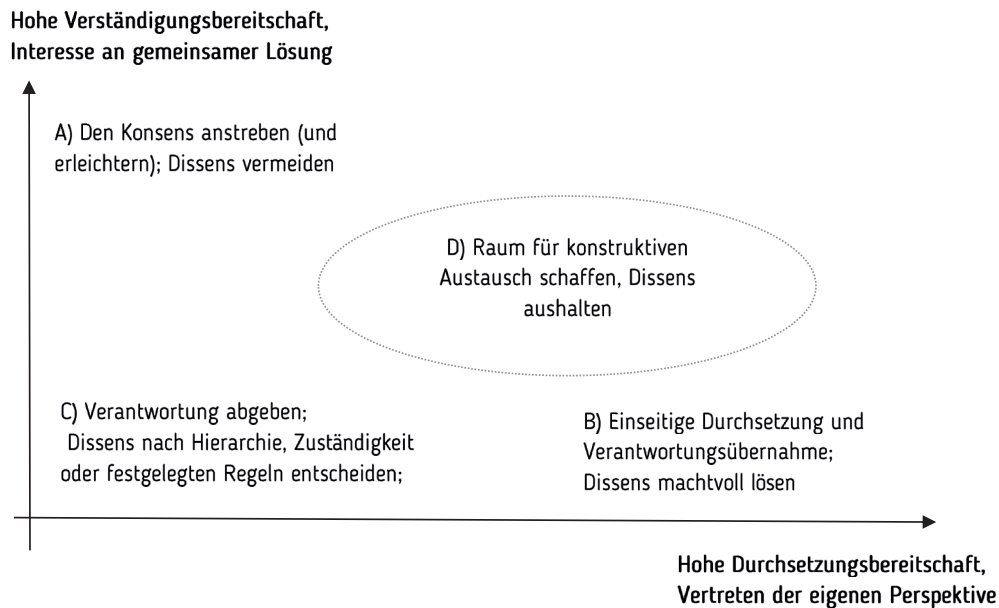 Hohe Verständigungsbereitschaft,
Interesse an gemeinsamer Lösung
A) Den Konsens anstreben (und
erleichtern); Dissens vermeiden
D) Raum für konstruktiven
Austausch schaffen, Dissens
aushalten
C) Verantwortung abgeben;
Dissens nach Hierarchie, Zuständigkeit
oder festgelegten Regeln entscheiden;
B) Einseitige Durchsetzung und
Verantwortungsübernahme;
Dissens machtvoll lösen
Hohe Durchsetzungsbereitschaft,
Vertreten der eigenen Perspektive